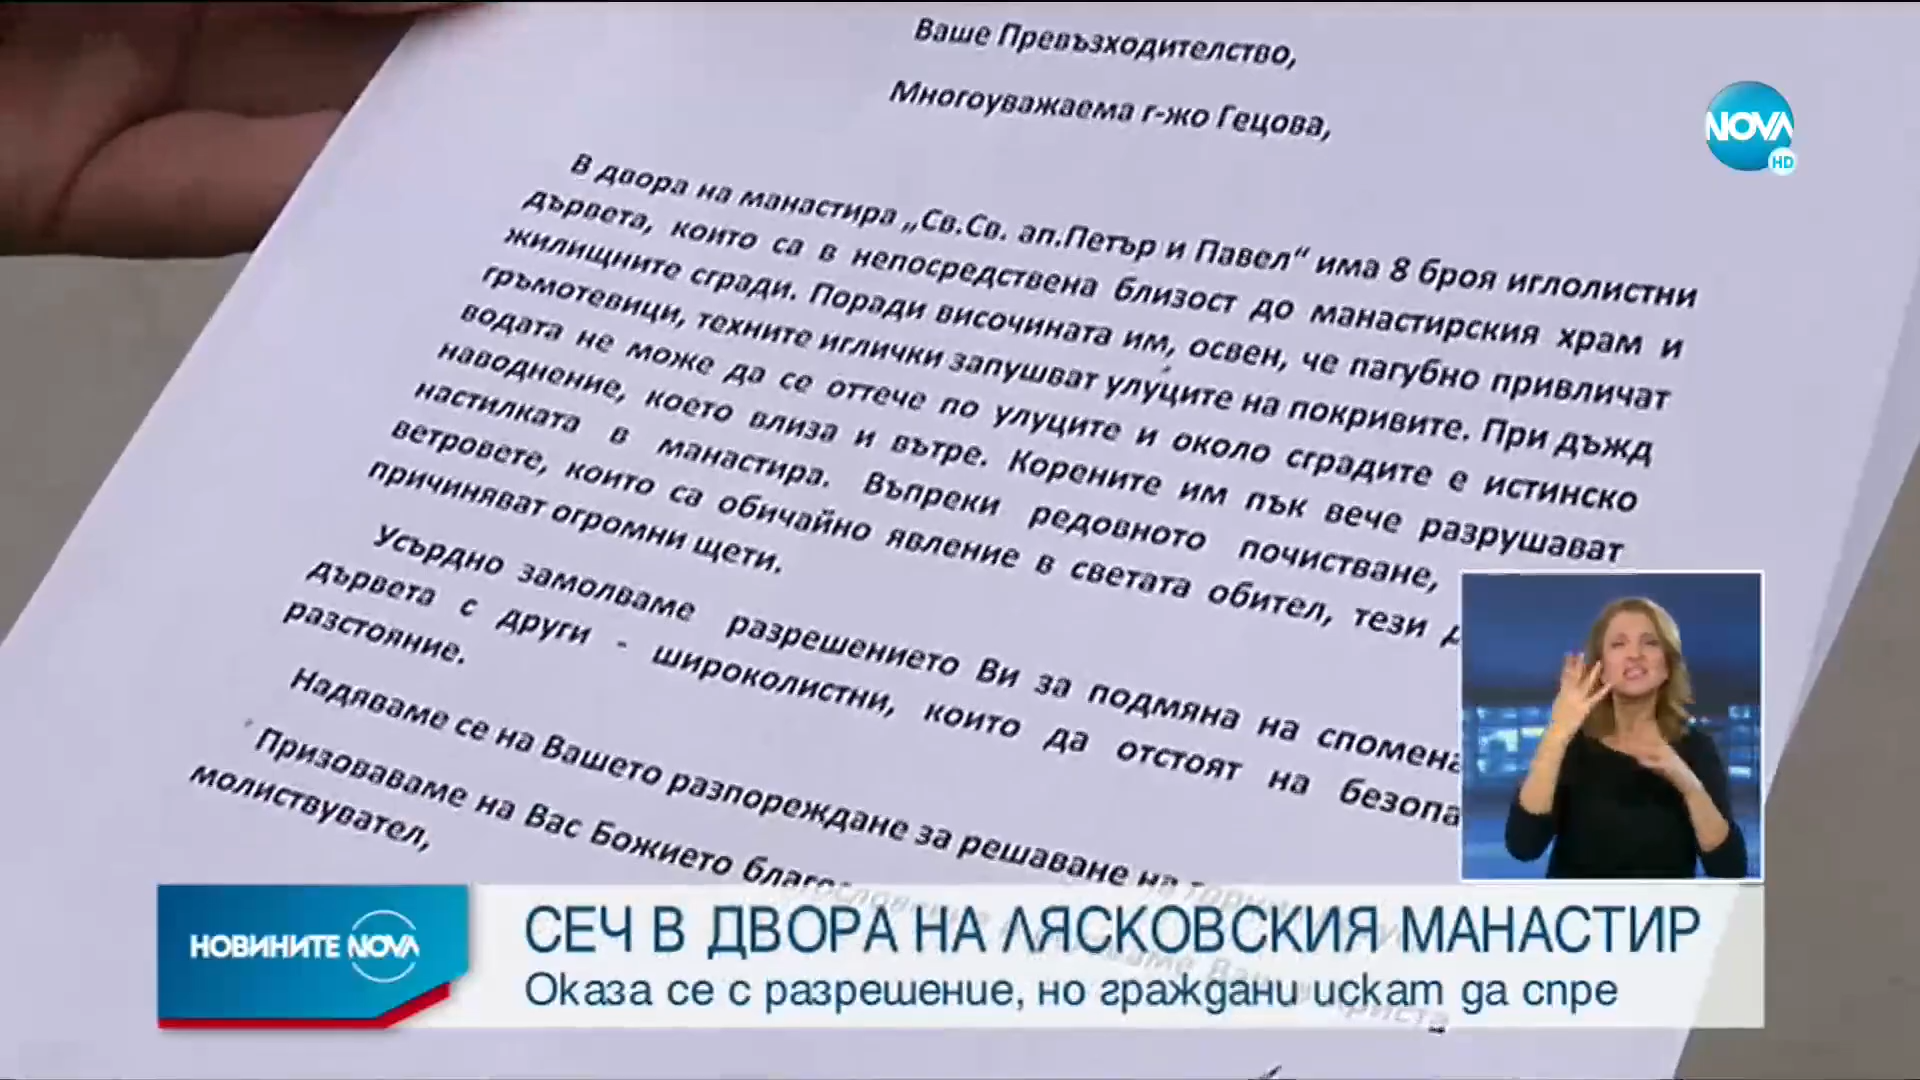 Ваше Превъзходителство,
Многоуважаема г-жо Гецова,
В двора на манастира „Св.Св. ап.Петър и Павел“ има 8 броя иглолистни
дървета, които са в непосредствена близост до манастирския храм и
жилищните сгради. Поради височината им, освен, че пагубно привличат
гръмотевици, техните иглички запушват улуците на покривите. При дъжд
водата не може да се оттече по улуците и около сградите е истинско
наводнение, което влиза и вътре. Корените им пък вече разрушават
настилката в манастира. Въпреки редовното почистване,
ветровете, които са обичайно явление в светата обител, тези
причиняват огромни щети.
Усърдно замолваме разрешението Ви за подмяна на
дървета с други - широколистни, които да отстоят на
разстояние.
Надяваме се на Вашето разпореждане за решаване на
Призоваваме на Вас Божието
молиствувател,
NOVA
HD
НОВИНИТЕ NOVA
СЕЧ В ДВОРА НА ЛЯСКОВСКИЯ МАНАСТИР
Оказа се с разрешение, но граждани искат да спре